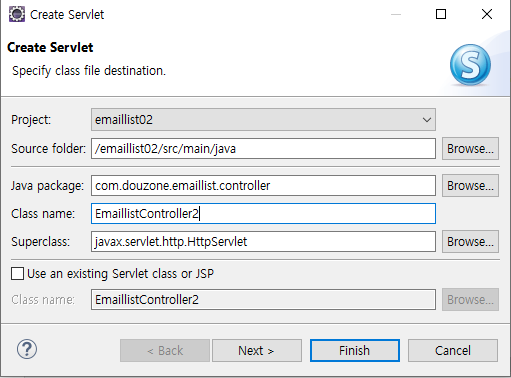 Create Servlet
Create Servlet
Specify class file destination.
S
Project: emaillist02
Source folder: /emaillist02/src/main/java Browse...
Java package: com.douzone.emaillist.controller Browse...
Class name: EmaillistController2
Superclass: javax.servlet.http.HttpServlet Browse...
Use an existing Servlet class or JSP
Class name: EmaillistController2 Browse...
? < Back Next > Finish Cancel